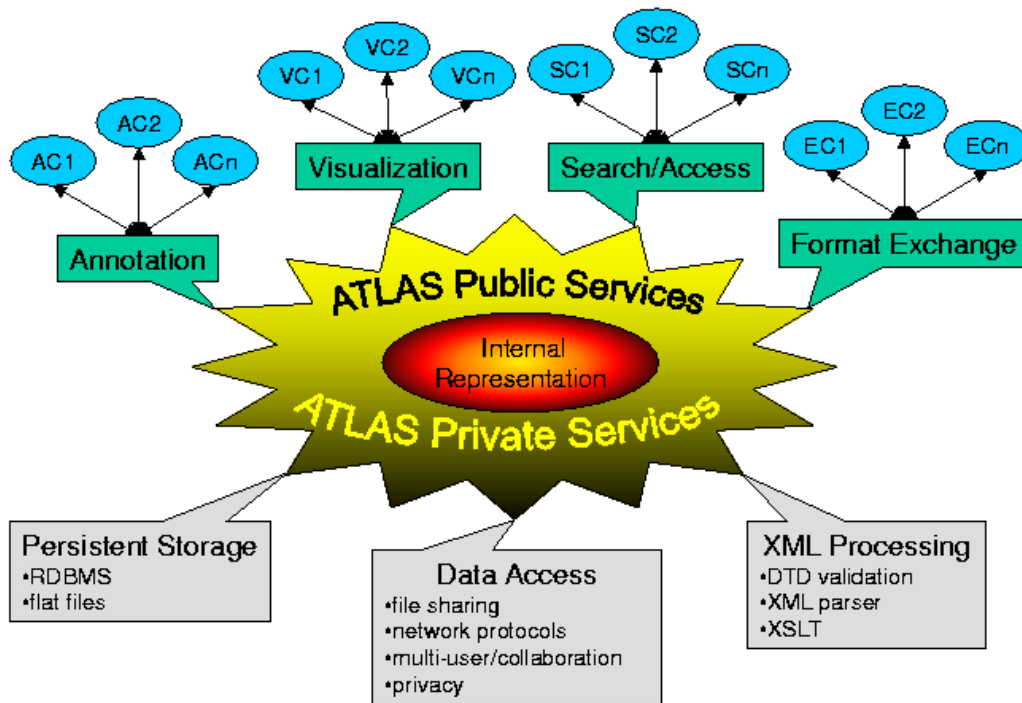 VC2
SC2
VC1
VCn
SC1
SCn
AC2
EC2
AC1
ACn
EC1
ECn
Visualization
Search/Access
Annotation
Format Exchange
ATLAS Public Services
Internal
Representation
ATLAS Private Services
Persistent Storage
•RDBMS
•flat files
Data Access
•file sharing
•network protocols
•multi-user/collaboration
•privacy
XML Processing
•DTD validation
•XML parser
•XSLT